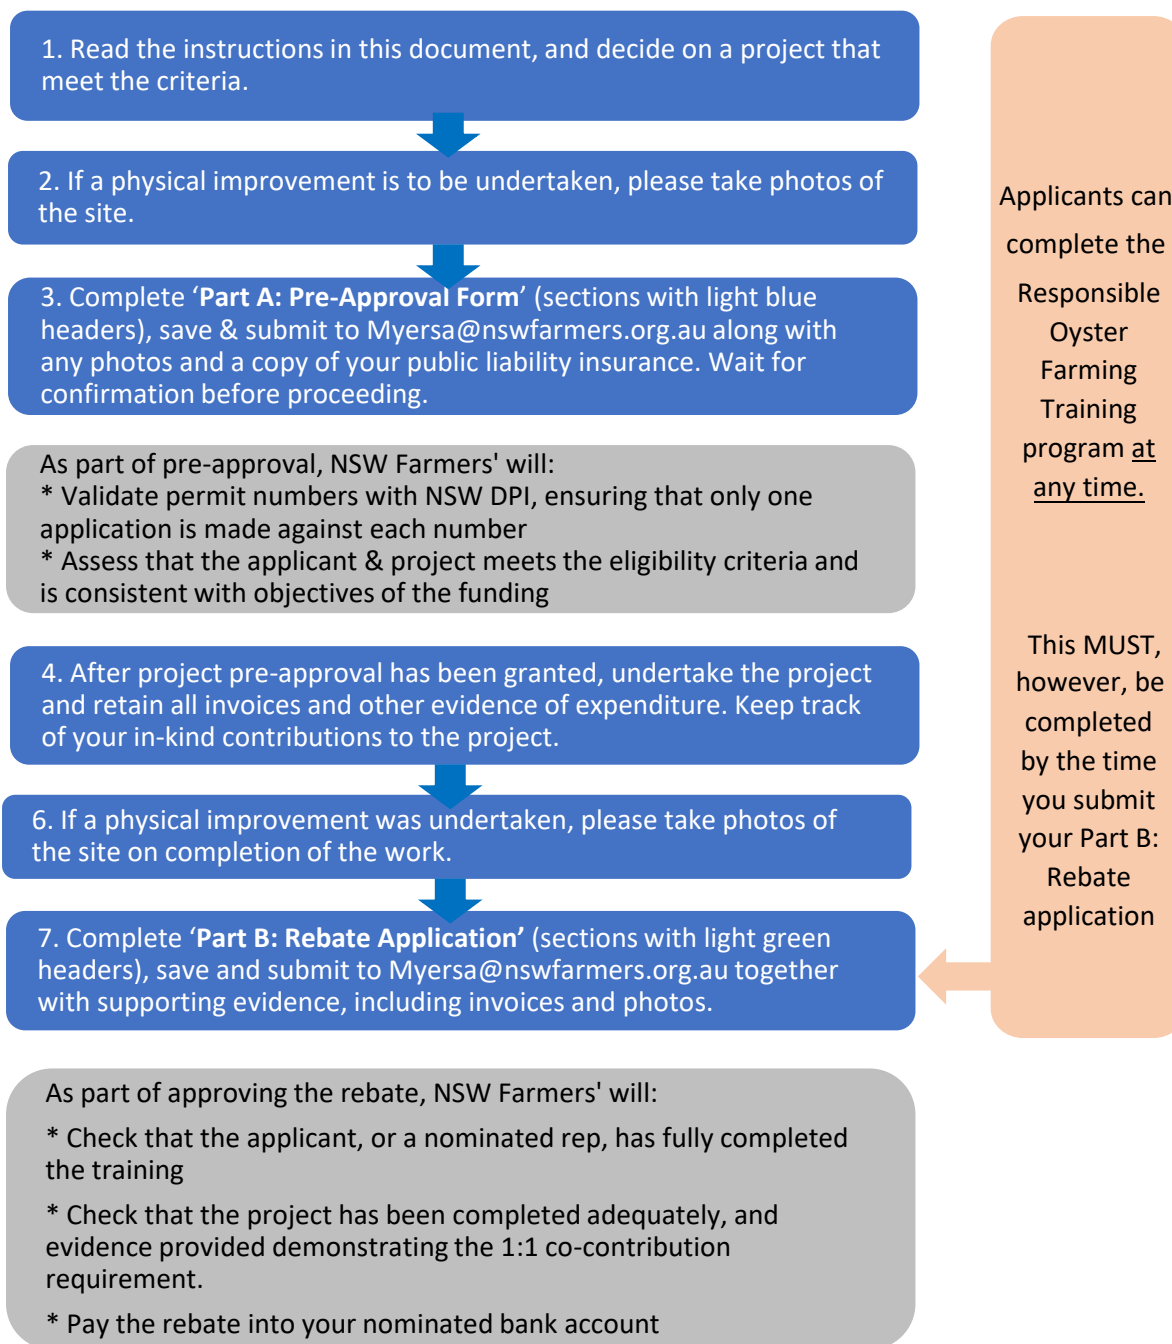 1. Read the instructions in this document, and decide on a project that
meet the criteria.
2. If a physical improvement is to be undertaken, please take photos of
the site.
3. Complete ‘Part A: Pre-Approval Form’ (sections with light blue
headers), save & submit to Myersa@nswfarmers.org.au along with
any photos and a copy of your public liability insurance. Wait for
confirmation before proceeding.
As part of pre-approval, NSW Farmers' will:
* Validate permit numbers with NSW DPI, ensuring that only one
application is made against each number
* Assess that the applicant & project meets the eligibility criteria and
is consistent with objectives of the funding
4. After project pre-approval has been granted, undertake the project
and retain all invoices and other evidence of expenditure. Keep track
of your in-kind contributions to the project.
6. If a physical improvement was undertaken, please take photos of
the site on completion of the work.
7. Complete ‘Part B: Rebate Application’ (sections with light green
headers), save and submit to Myersa@nswfarmers.org.au together
with supporting evidence, including invoices and photos.
As part of approving the rebate, NSW Farmers' will:
* Check that the applicant, or a nominated rep, has fully completed
the training
* Check that the project has been completed adequately, and
evidence provided demonstrating the 1:1 co-contribution
requirement.
* Pay the rebate into your nominated bank account
Applicants can
complete the
Responsible
Oyster
Farming
Training
program at
any time.
This MUST,
however, be
completed
by the time
you submit
your Part B:
Rebate
application